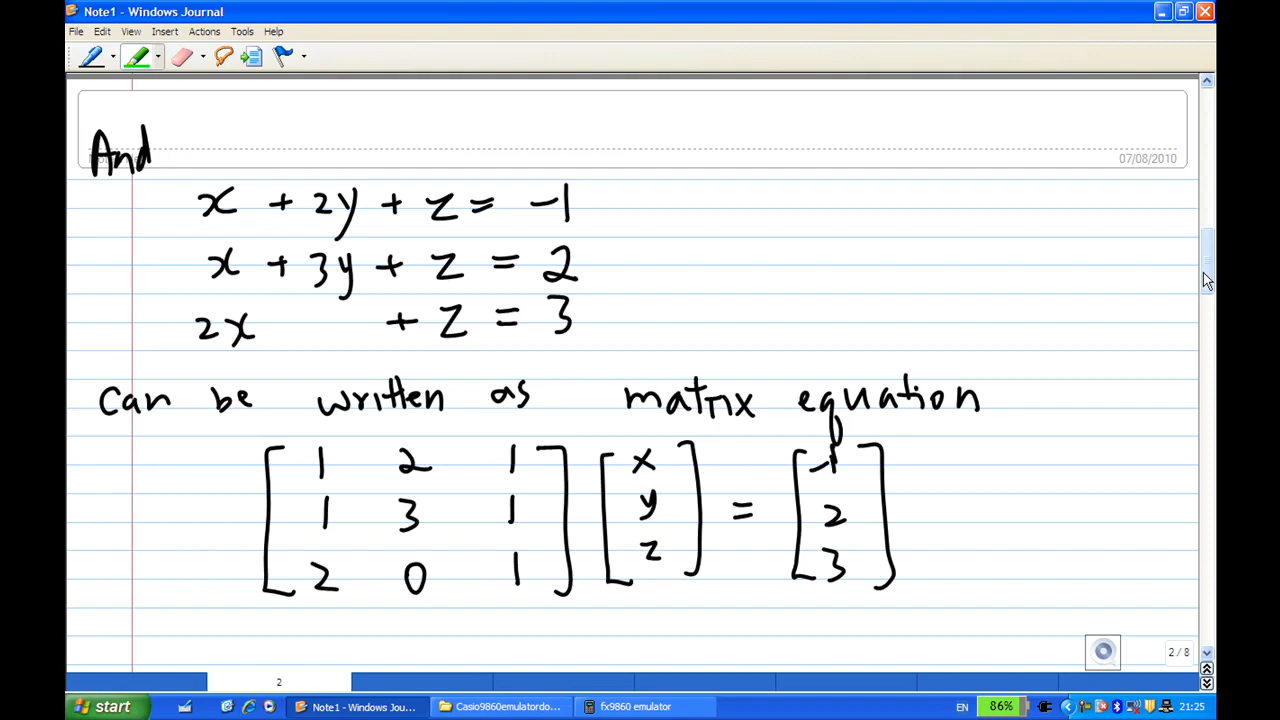 Note1 - Windows Journal
File Edit View Insert Actions Tools Help
And
07/08/2010
x + 2y + z = -1
x + 3y + z = 2
2x + z = 3
Can be written as matrix equation
[1 2 1] [x] = [-1]
[1 3 1] [y] = [2]
[2 0 1] [z] = [3]
2 / 8
2
start Note1 - Windows Jou... Casio9860emulatordo... fx9860 emulator EN 86% 21:25